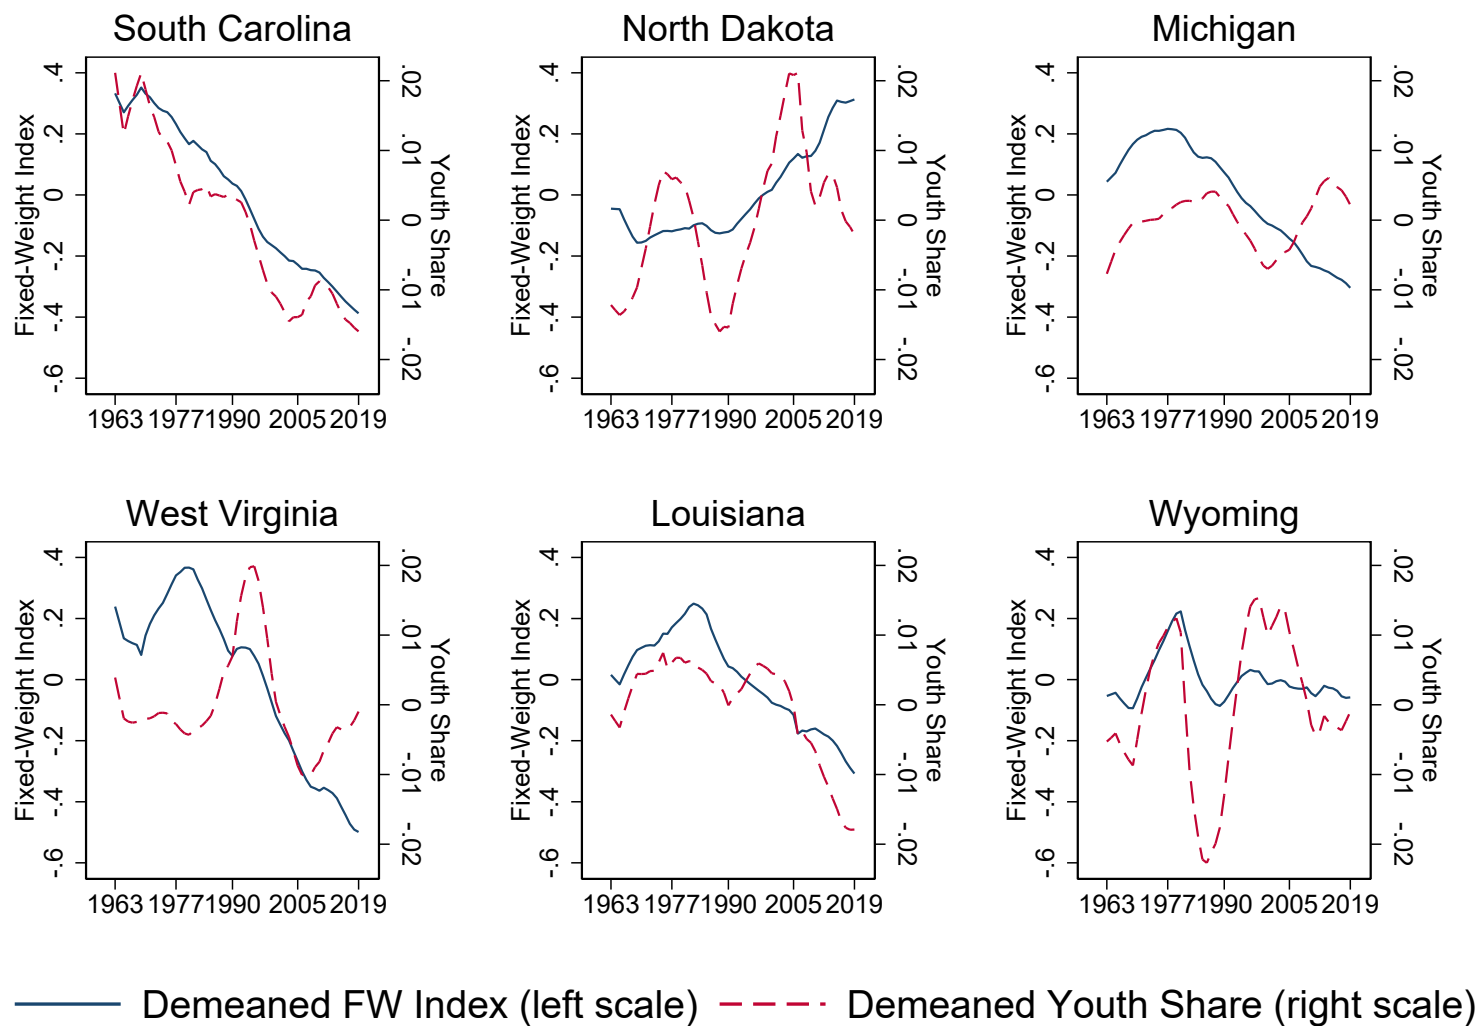 South Carolina
North Dakota
Michigan
Fixed-Weight Index
.4
.2
0
-.2
-.4
-.6
Youth Share
.02
.01
0
-.01
-.02
1963 1977 1990 2005 2019
Fixed-Weight Index
.4
.2
0
-.2
-.4
-.6
Youth Share
.02
.01
0
-.01
-.02
1963 1977 1990 2005 2019
Fixed-Weight Index
.4
.2
0
-.2
-.4
-.6
Youth Share
.02
.01
0
-.01
-.02
1963 1977 1990 2005 2019
West Virginia
Louisiana
Wyoming
Fixed-Weight Index
.4
.2
0
-.2
-.4
-.6
Youth Share
.02
.01
0
-.01
-.02
1963 1977 1990 2005 2019
Fixed-Weight Index
.4
.2
0
-.2
-.4
-.6
Youth Share
.02
.01
0
-.01
-.02
1963 1977 1990 2005 2019
Fixed-Weight Index
.4
.2
0
-.2
-.4
-.6
Youth Share
.02
.01
0
-.01
-.02
1963 1977 1990 2005 2019
Demeaned FW Index (left scale) Demeaned Youth Share (right scale)